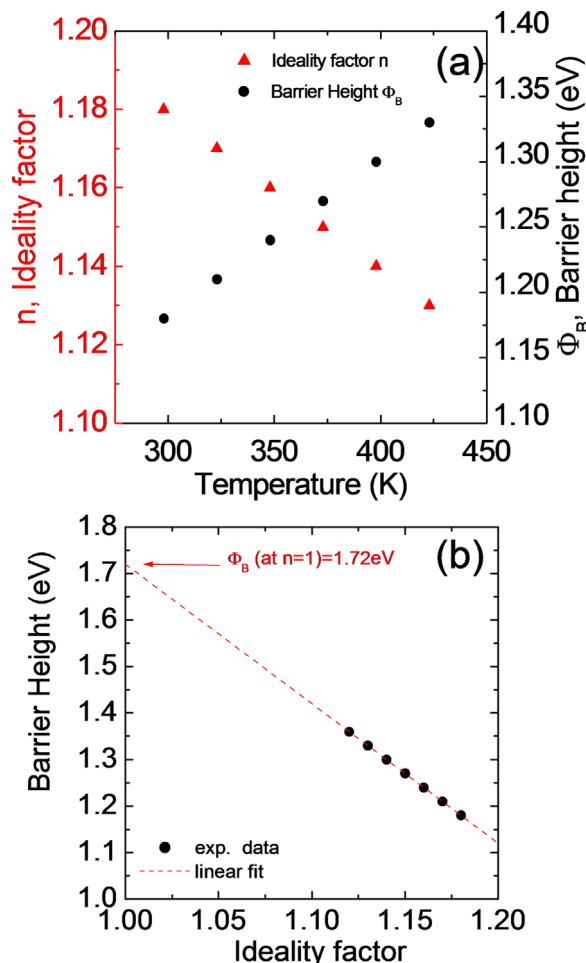 1.20
1.18
1.16
1.14
1.12
1.10
n, Ideality factor
(a)
Ideality factor n
Barrier Height Φ_B
1.40
1.35
1.30
1.25
1.20
1.15
1.10
Φ_B, Barrier height (eV)
300 350 400 450
Temperature (K)
1.8
1.7
1.6
1.5
1.4
1.3
1.2
1.1
1.0
Barrier Height (eV)
(b)
Φ_B (at n=1)=1.72eV
exp. data
linear fit
1.00 1.05 1.10 1.15 1.20
Ideality factor